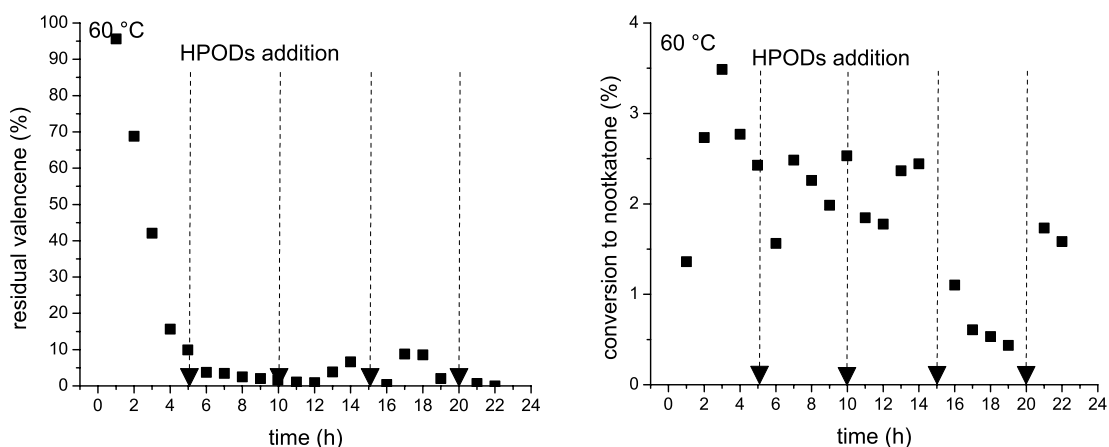 60 °C
HPODs addition
100
90
80
70
60
50
40
30
20
10
0
residual valencene (%)
0 2 4 6 8 10 12 14 16 18 20 22 24
time (h)
60 °C
HPODs addition
4
3
2
1
0
conversion to nootkatone (%)
0 2 4 6 8 10 12 14 16 18 20 22 24
time (h)